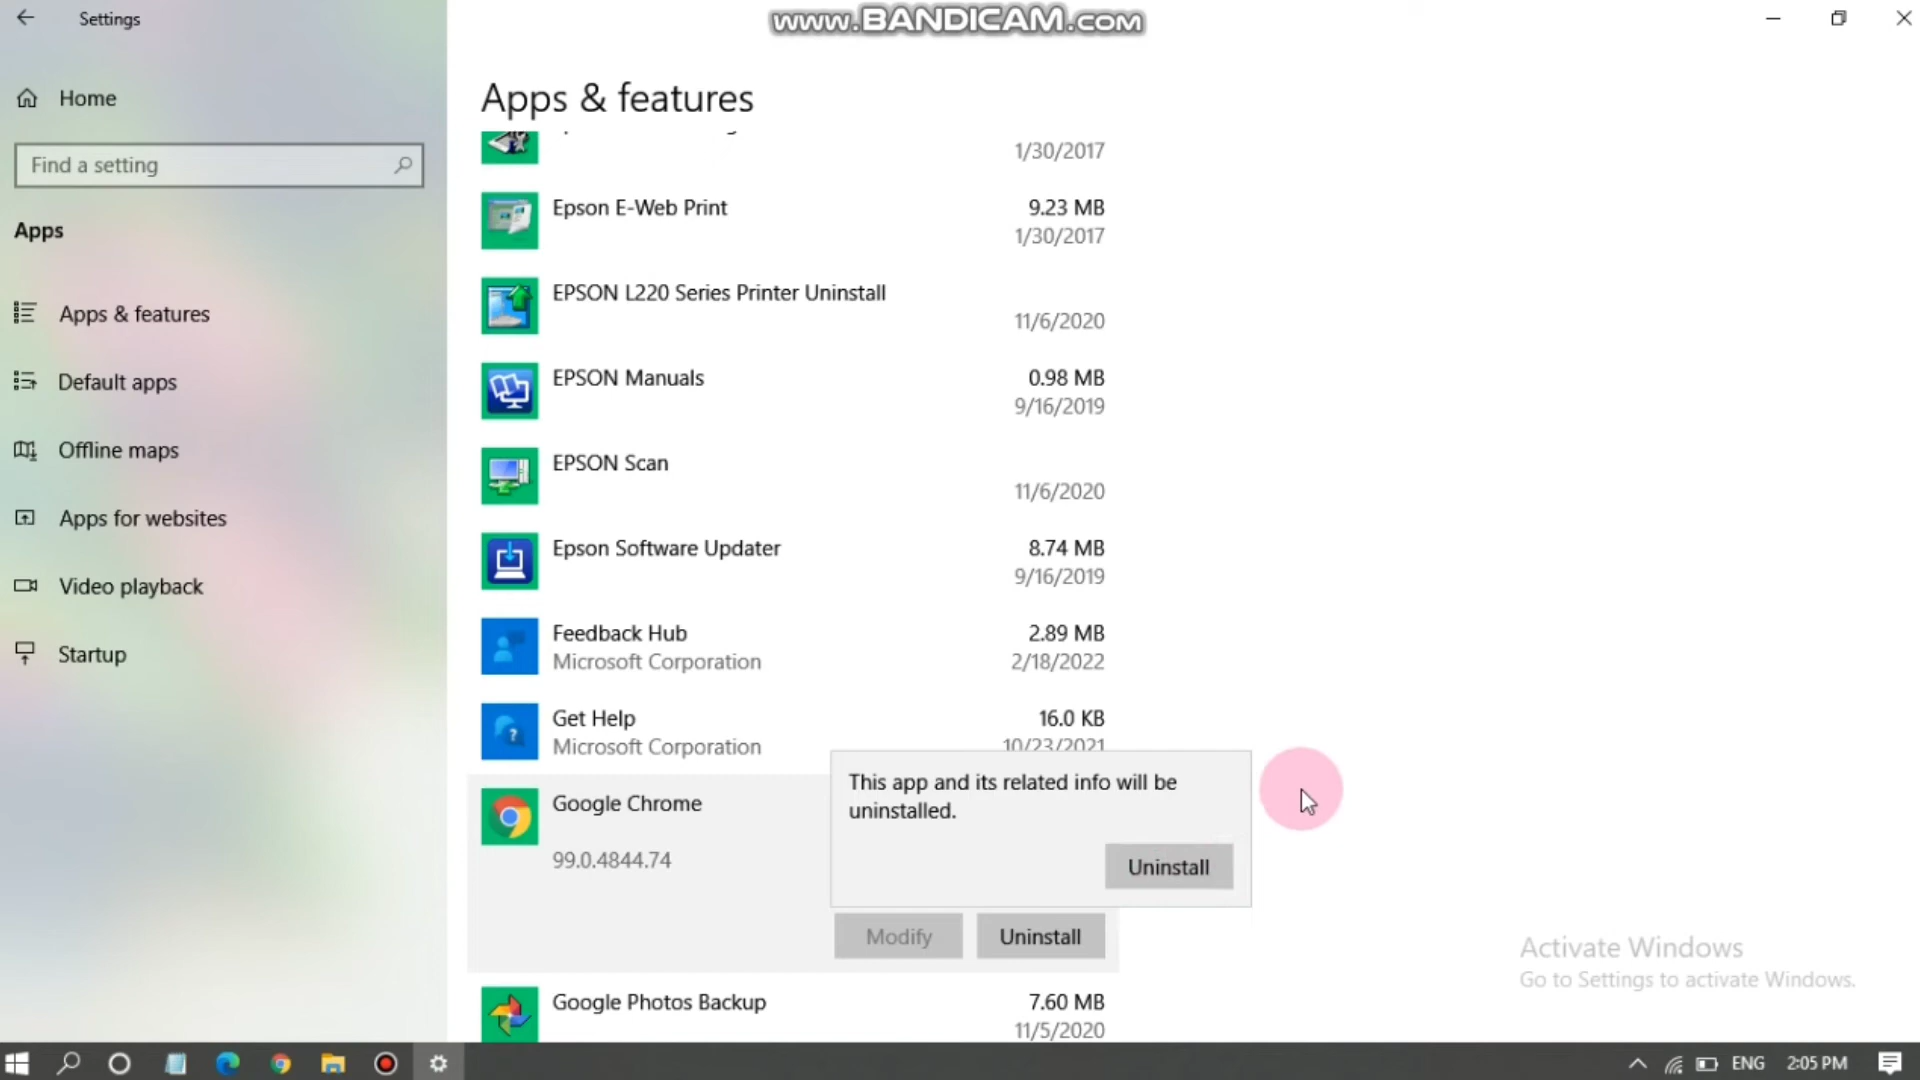 Settings
www.BANDICAM.com
Home
Find a setting
Apps
Apps & features
Default apps
Offline maps
Apps for websites
Video playback
Startup
Apps & features
1/30/2017
Epson E-Web Print 9.23 MB
1/30/2017
EPSON L220 Series Printer Uninstall
11/6/2020
EPSON Manuals 0.98 MB
9/16/2019
EPSON Scan
11/6/2020
Epson Software Updater 8.74 MB
9/16/2019
Feedback Hub 2.89 MB
Microsoft Corporation 2/18/2022
Get Help 16.0 KB
Microsoft Corporation 10/23/2021
This app and its related info will be
uninstalled.
Uninstall
Google Chrome
99.0.4844.74
Modify Uninstall
Google Photos Backup 7.60 MB
11/5/2020
Activate Windows
Go to Settings to activate Windows.
ENG 2:05 PM